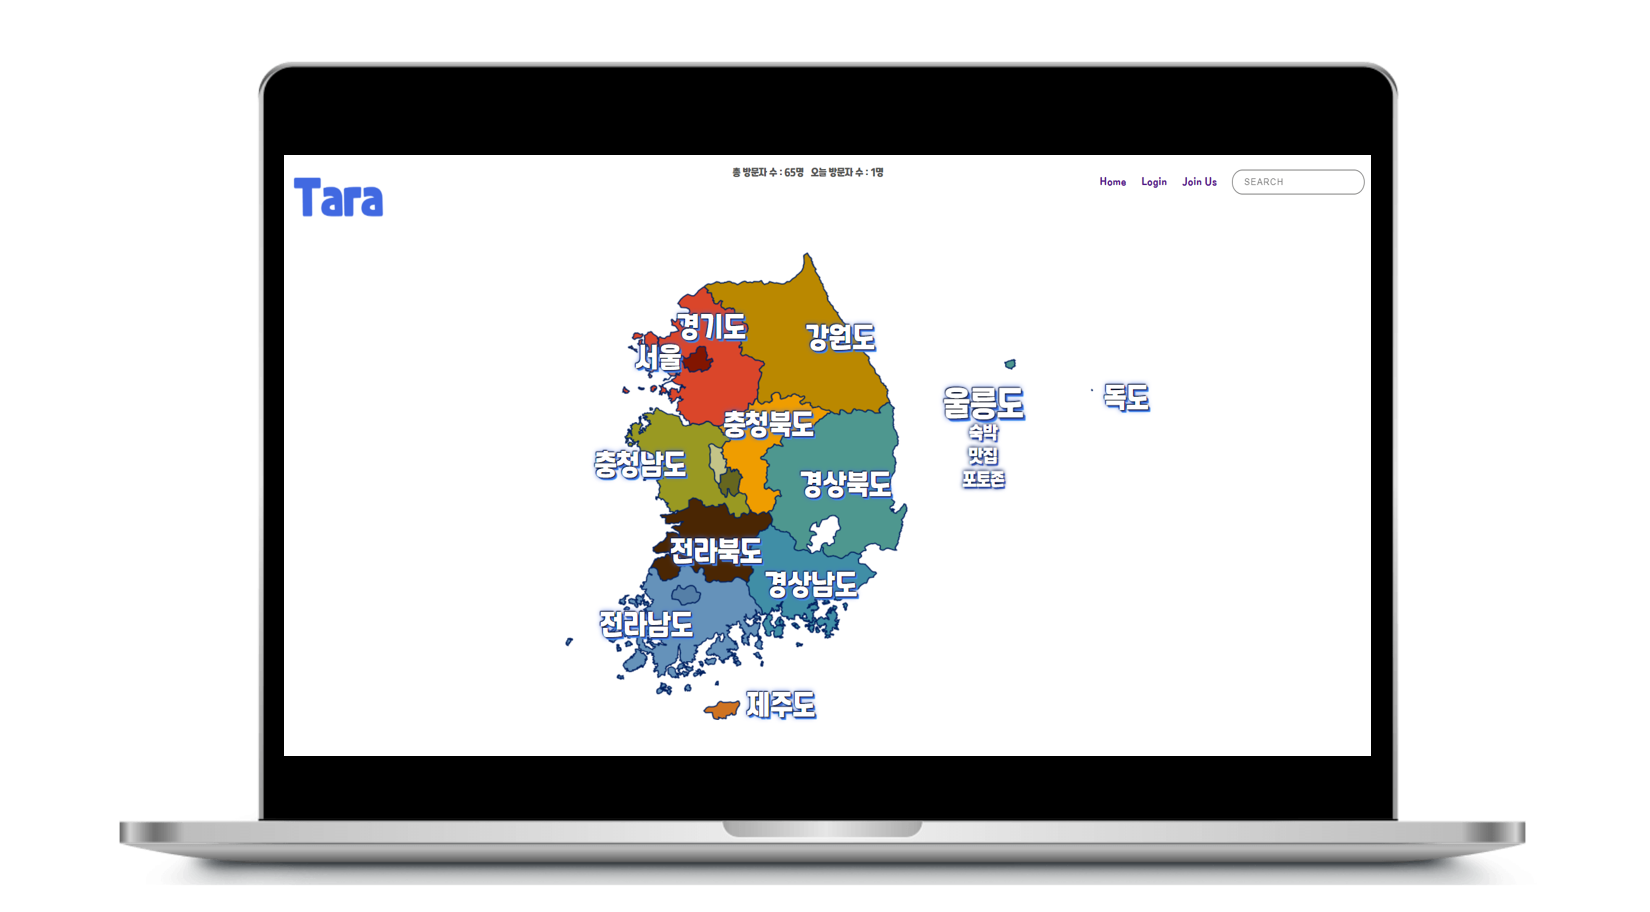 Tara
총 방문자 수 : 65명 오늘 방문자 수 : 1명
Home Login Join Us SEARCH
경기도
강원도
서울
울릉도
숙박
맛집
포토존
독도
충청북도
충청남도
경상북도
전라북도
경상남도
전라남도
제주도